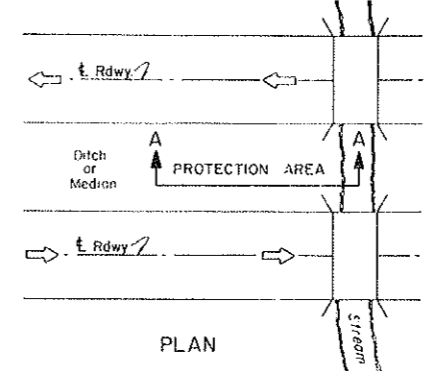 ℄ Rdwy
A A
Ditch
or
Median
PROTECTION AREA
℄ Rdwy
stream
PLAN